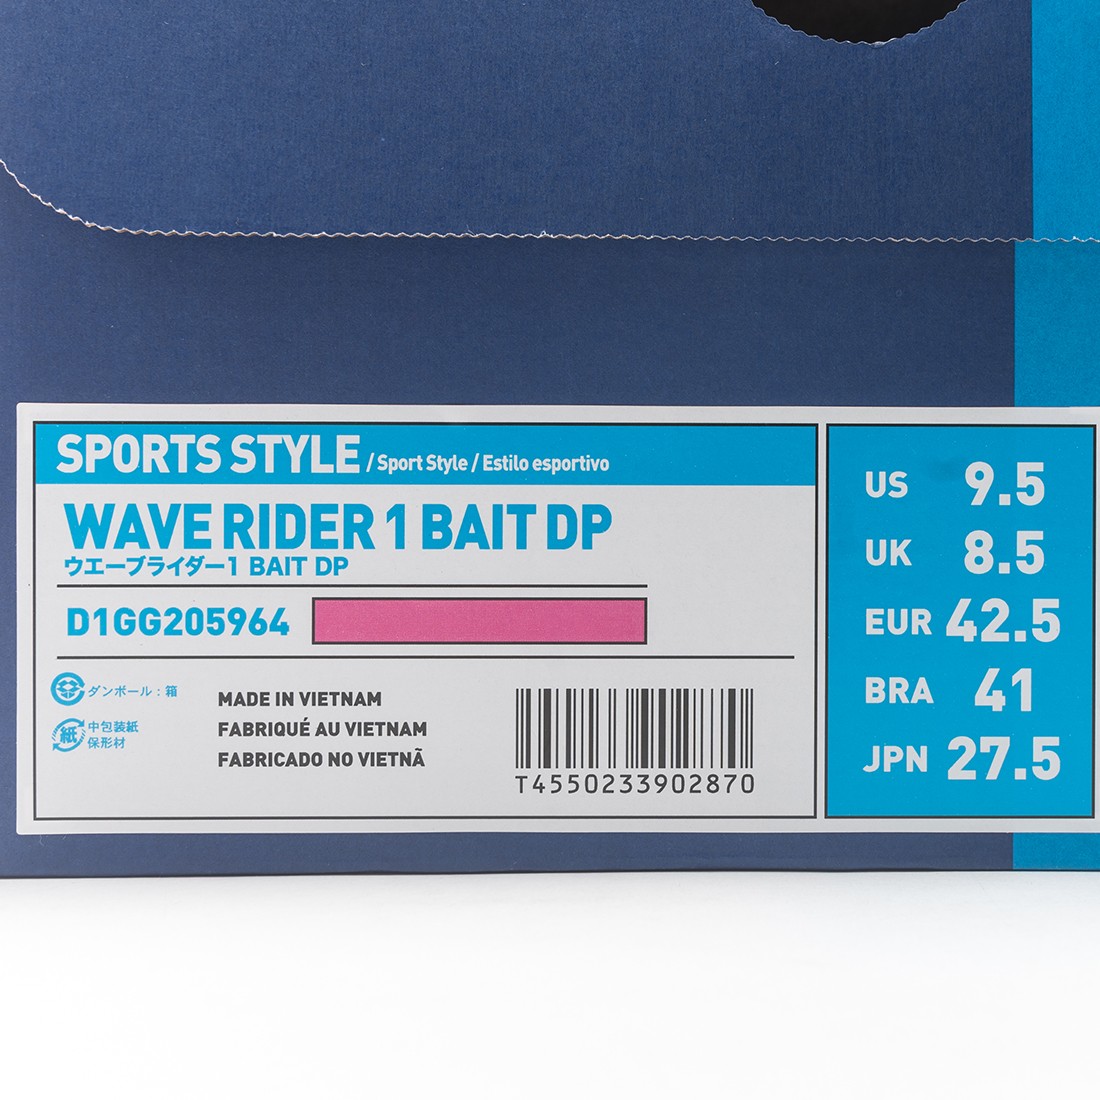 SPORTS STYLE / Sport Style / Estilo esportivo
WAVE RIDER 1 BAIT DP
ウエーブライダー1 BAIT DP
D1GG205964
ダンボール：箱
紙 中包装紙
保形材
MADE IN VIETNAM
FABRIQUÉ AU VIETNAM
FABRICADO NO VIETNÃ
T4550233902870
US 9.5
UK 8.5
EUR 42.5
BRA 41
JPN 27.5